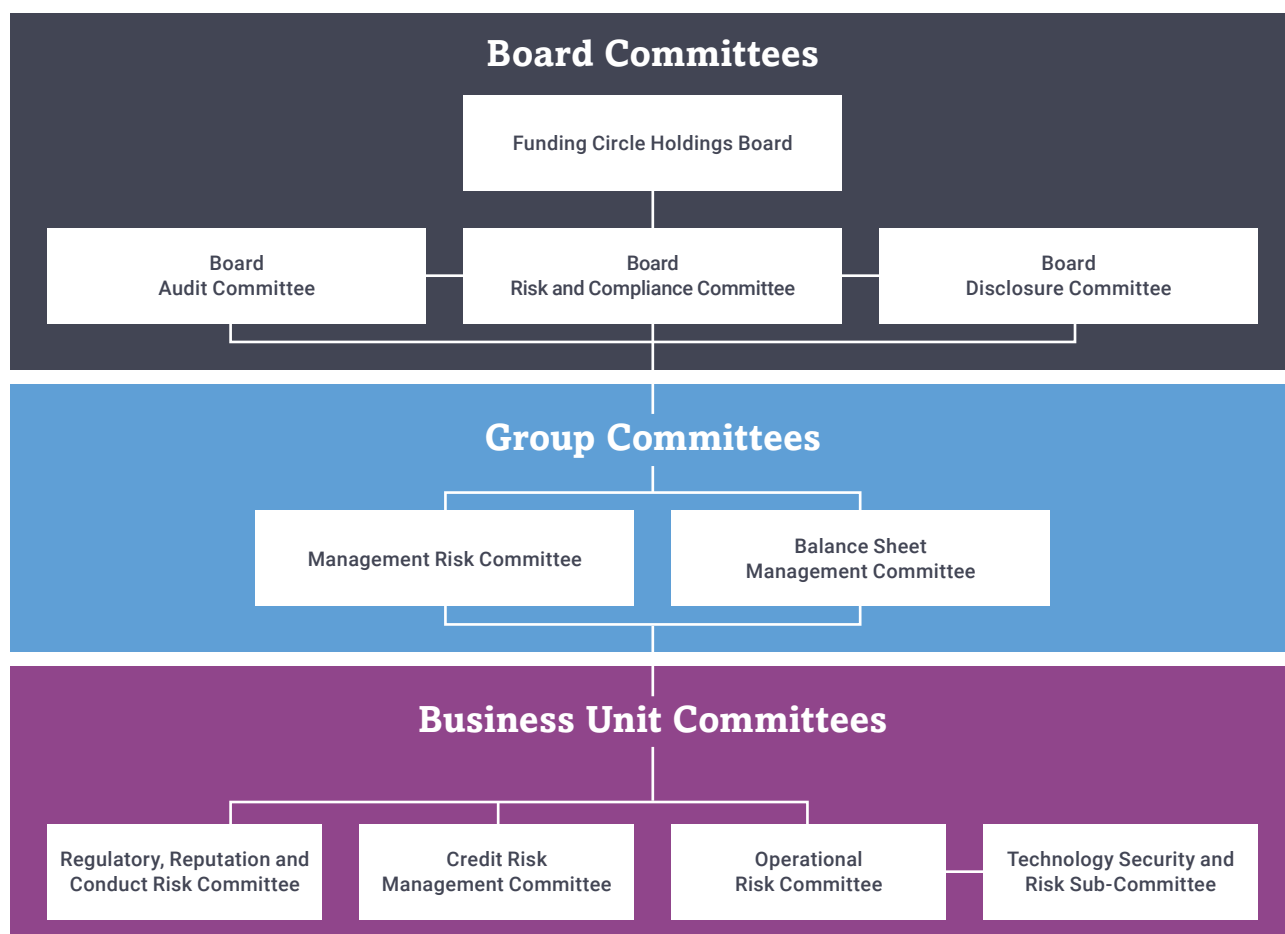 Board Committees
Funding Circle Holdings Board
Board
Audit Committee
Board
Risk and Compliance Committee
Board
Disclosure Committee
Group Committees
Management Risk Committee
Balance Sheet
Management Committee
Business Unit Committees
Regulatory, Reputation and
Conduct Risk Committee
Credit Risk
Management Committee
Operational
Risk Committee
Technology Security and
Risk Sub-Committee